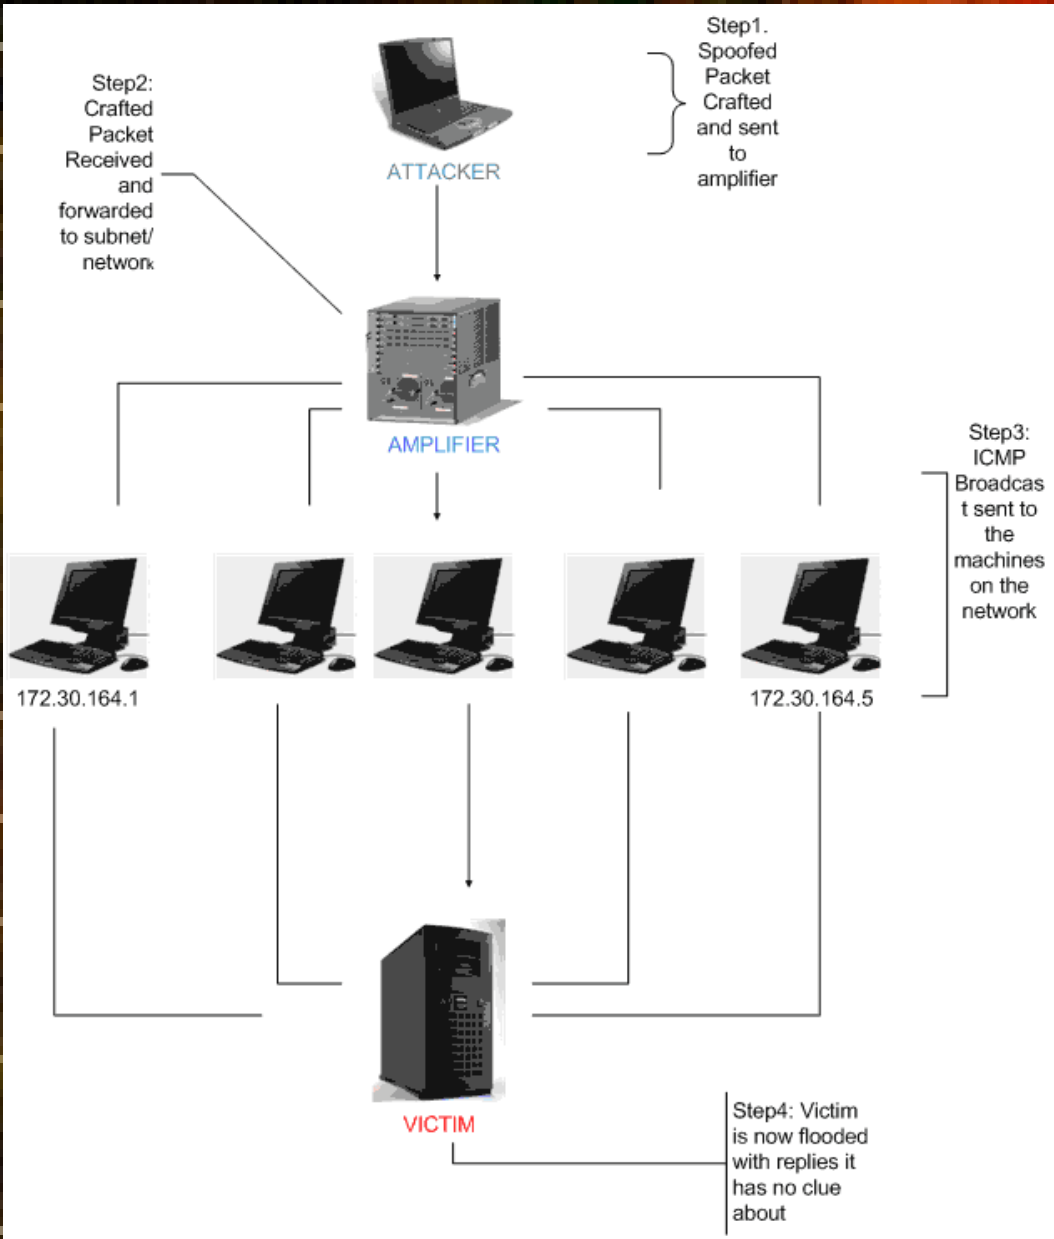 Step1.
Spoofed
Packet
Crafted
and sent
to
amplifier
Step2:
Crafted
Packet
Received
and
forwarded
to subnet/
network
ATTACKER
AMPLIFIER
Step3:
ICMP
Broadcas
t sent to
the
machines
on the
network
172.30.164.1
172.30.164.5
VICTIM
Step4: Victim
is now flooded
with replies it
has no clue
about